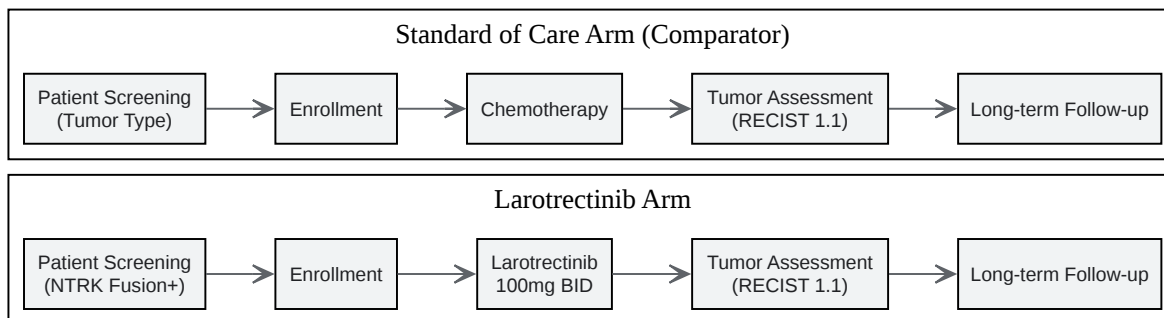 Standard of Care Arm (Comparator)
Patient Screening
(Tumor Type)
Enrollment
Chemotherapy
Tumor Assessment
(RECIST 1.1)
Long-term Follow-up
Larotrectinib Arm
Patient Screening
(NTRK Fusion+)
Enrollment
Larotrectinib
100mg BID
Tumor Assessment
(RECIST 1.1)
Long-term Follow-up